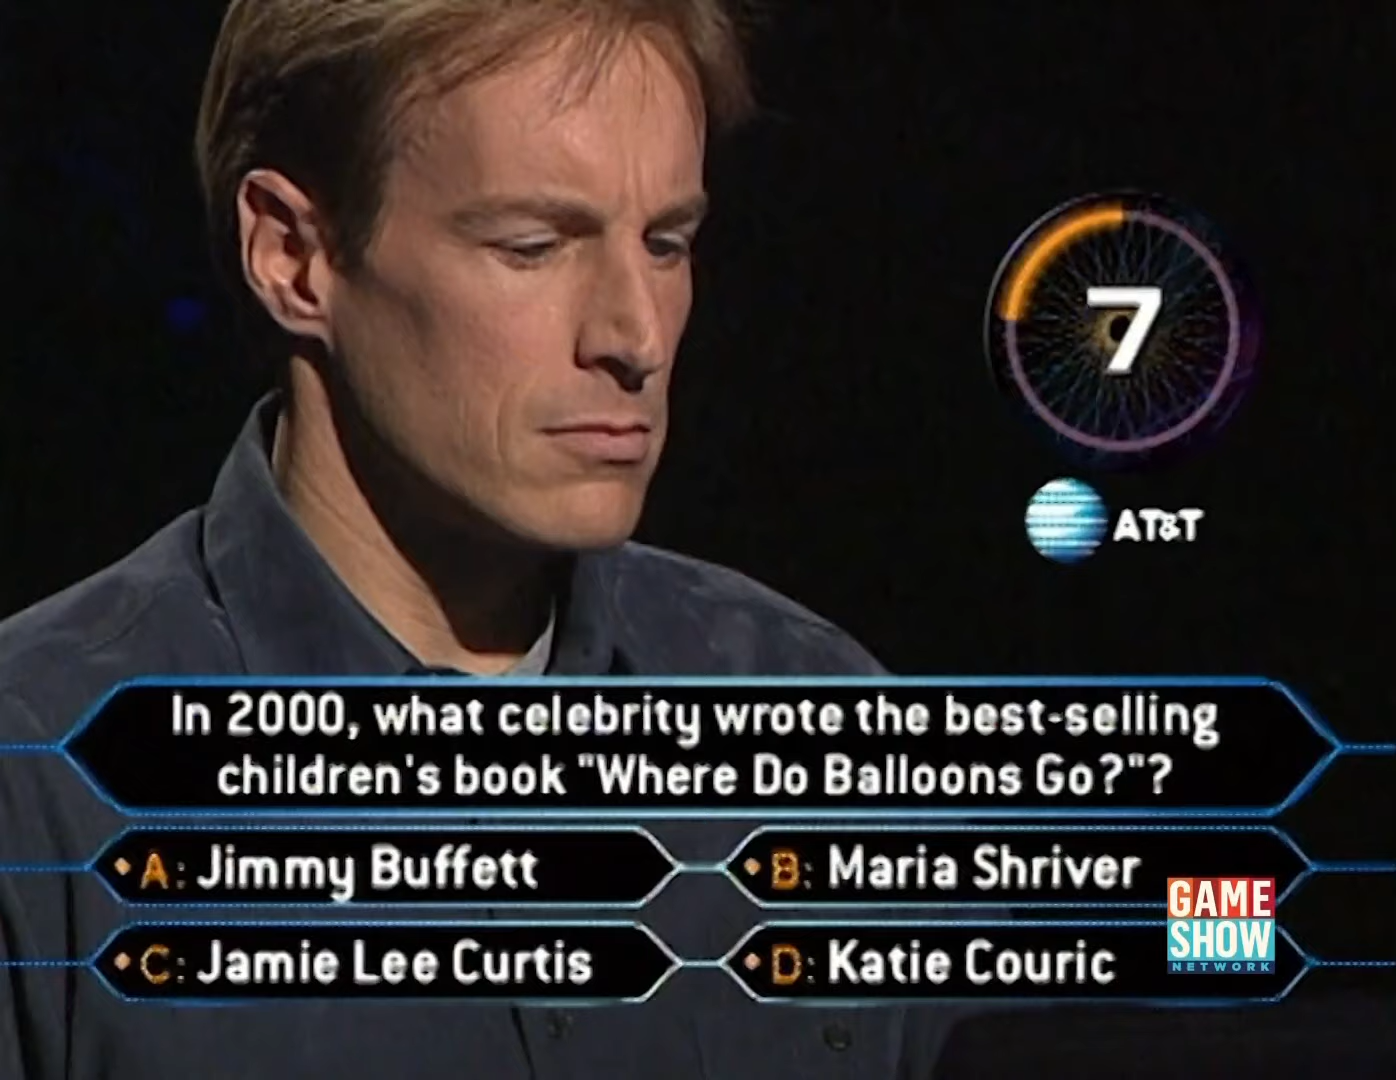 7
AT&T
In 2000, what celebrity wrote the best-selling
children's book "Where Do Balloons Go?"?
A: Jimmy Buffett
B: Maria Shriver
C: Jamie Lee Curtis
D: Katie Couric
GAME
SHOW
NETWORK